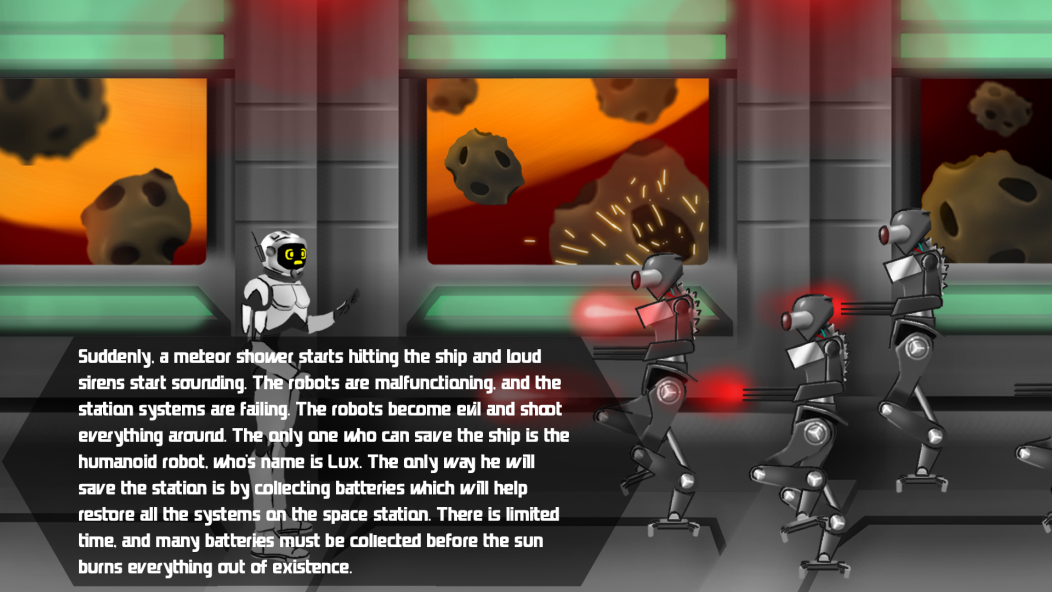 Suddenly, a meteor shower starts hitting the ship and loud
sirens start sounding. The robots are malfunctioning, and the
station systems are failing. The robots become evil and shoot
everything around. The only one who can save the ship is the
humanoid robot, who's name is Lux. The only way he will
save the station is by collecting batteries which will help
restore all the systems on the space station. There is limited
time, and many batteries must be collected before the sun
burns everything out of existence.